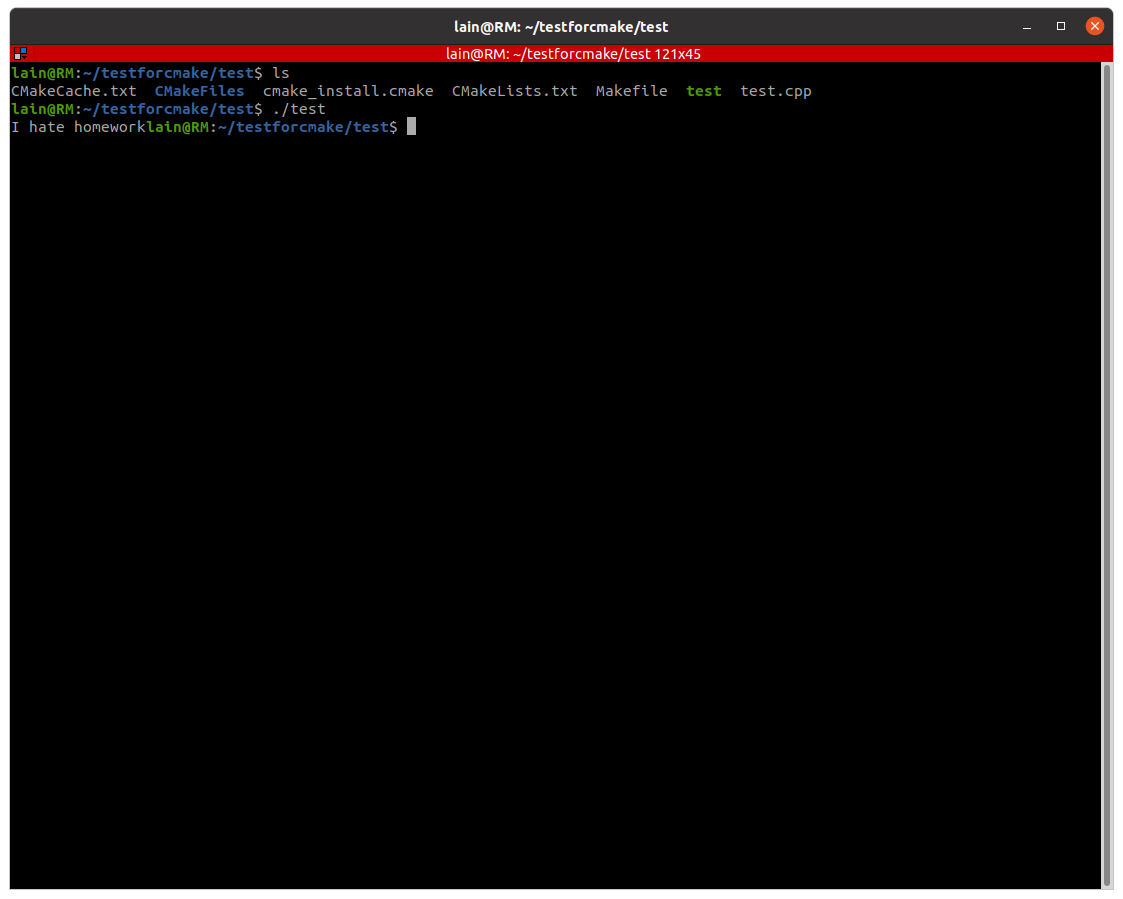 lain@RM: ~/testforcmake/test
lain@RM: ~/testforcmake/test 121x45
lain@RM:~/testforcmake/test$ ls
CMakeCache.txt  CMakeFiles  cmake_install.cmake  CMakeLists.txt  Makefile  test  test.cpp
lain@RM:~/testforcmake/test$ ./test
I hate homeworklain@RM:~/testforcmake/test$